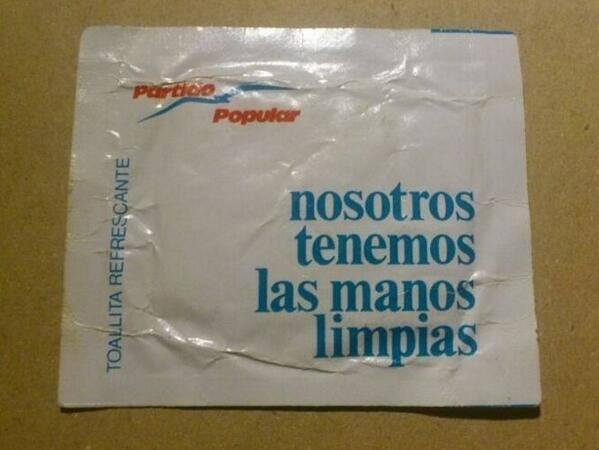 Partido
Popular
TOALLITA REFRESCANTE
nosotros
tenemos
las manos
limpias